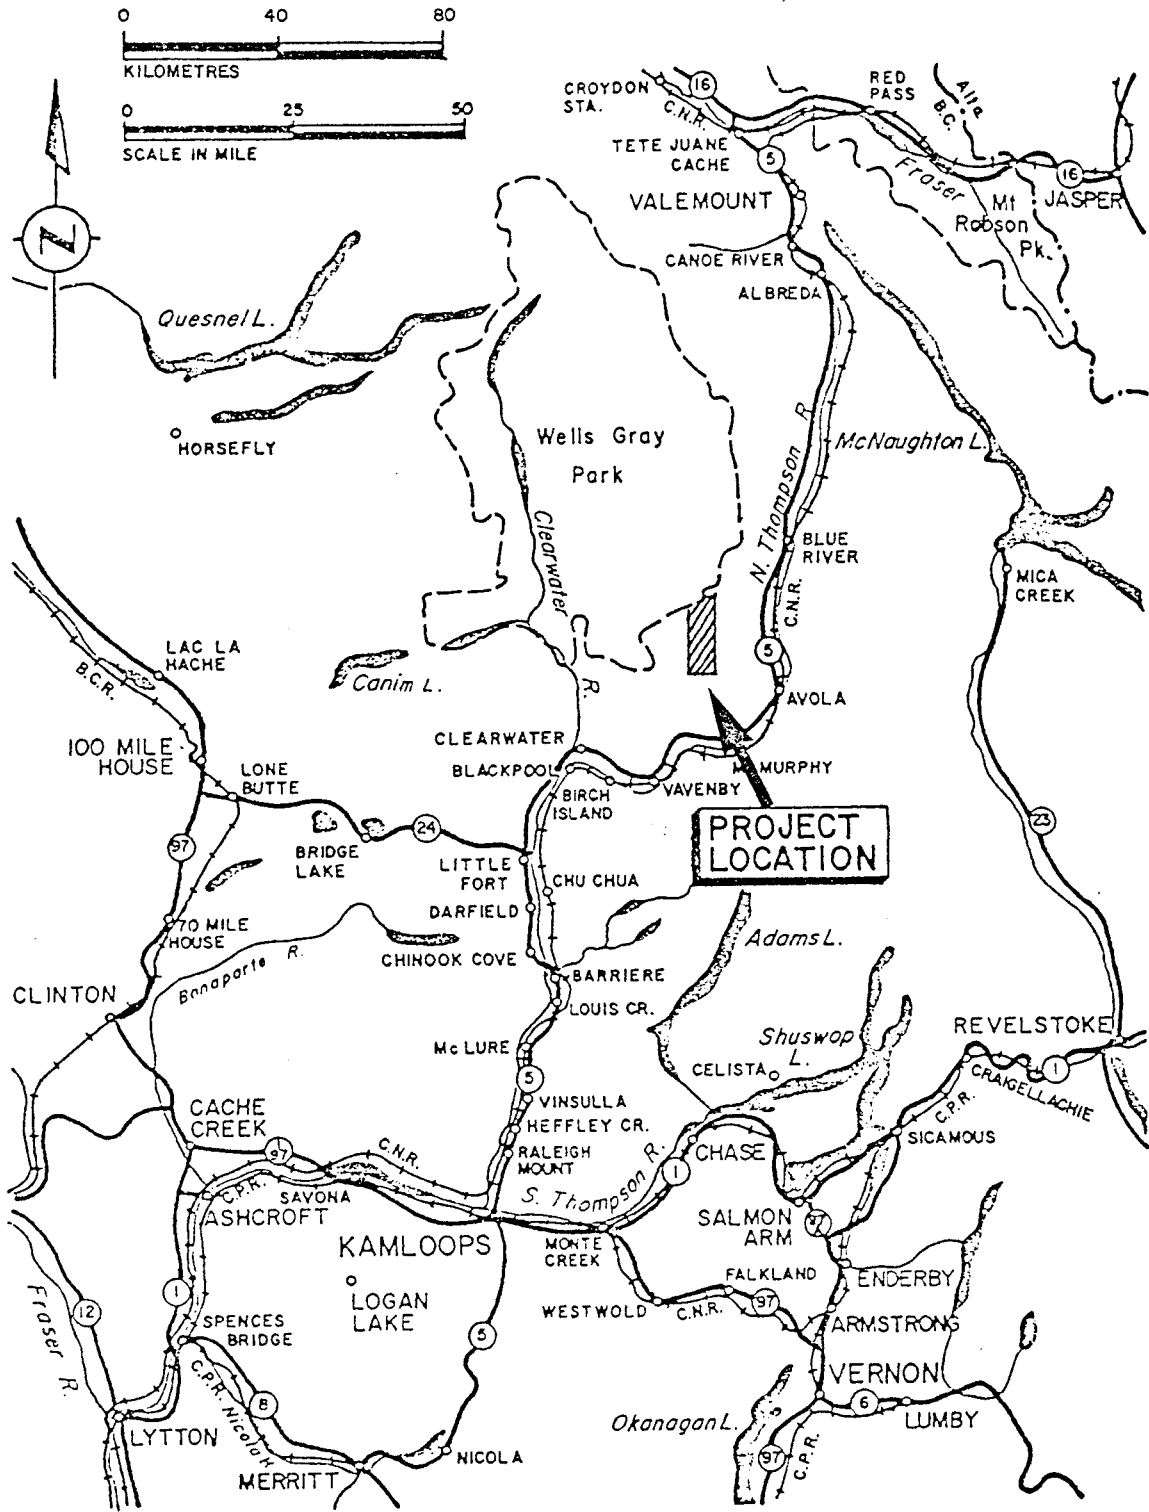 0 40 80
KILOMETRES
0 25 50
SCALE IN MILE
N
CROYDON
STA.
16
C.N.R.
RED
PASS
Alta
B.C.
TETE JUANE
CACHE
5
Fraser
16
JASPER
VALEMOUNT
Mt
Robson
Pk.
CANOE RIVER
ALBREDA
Quesnel L.
HORSEFLY
Wells Gray
Park
N. Thompson R
McNaughton L.
Clearwater
R.
BLUE
RIVER
C.N.R.
MICA
CREEK
LAC LA
HACHE
B.C.R.
Canim L.
5
AVOLA
100 MILE
HOUSE
LONE
BUTTE
CLEARWATER
BLACKPOOL
BIRCH
ISLAND
VAVENBY
McMURPHY
PROJECT
LOCATION
97
BRIDGE
LAKE
24
LITTLE
FORT
CHU CHUA
23
70 MILE
HOUSE
DARFIELD
CHINOOK COVE
Adams L.
Bonaparte R.
BARRIERE
CLINTON
LOUIS CR.
REVELSTOKE
McLURE
Shuswop
L.
CELISTA
1
CRAIGELLACHIE
5
VINSULLA
C.P.R.
CACHE
CREEK
HEFFLEY CR.
SICAMOUS
97
C.N.R.
RALEIGH
MOUNT
CHASE
1
S. Thompson R.
C.P.R.
SAVONA
ASHCROFT
SALMON
ARM
97
KAMLOOPS
MONTE
CREEK
ENDERBY
FALKLAND
LOGAN
LAKE
WESTWOLD
C.N.R.
97
ARMSTRONG
12
1
Fraser R.
SPENCES
BRIDGE
5
VERNON
C.P.R.
Nicola R
8
6
LUMBY
Okanagan L.
LYTTON
NICOLA
97
C.P.R.
MERRITT